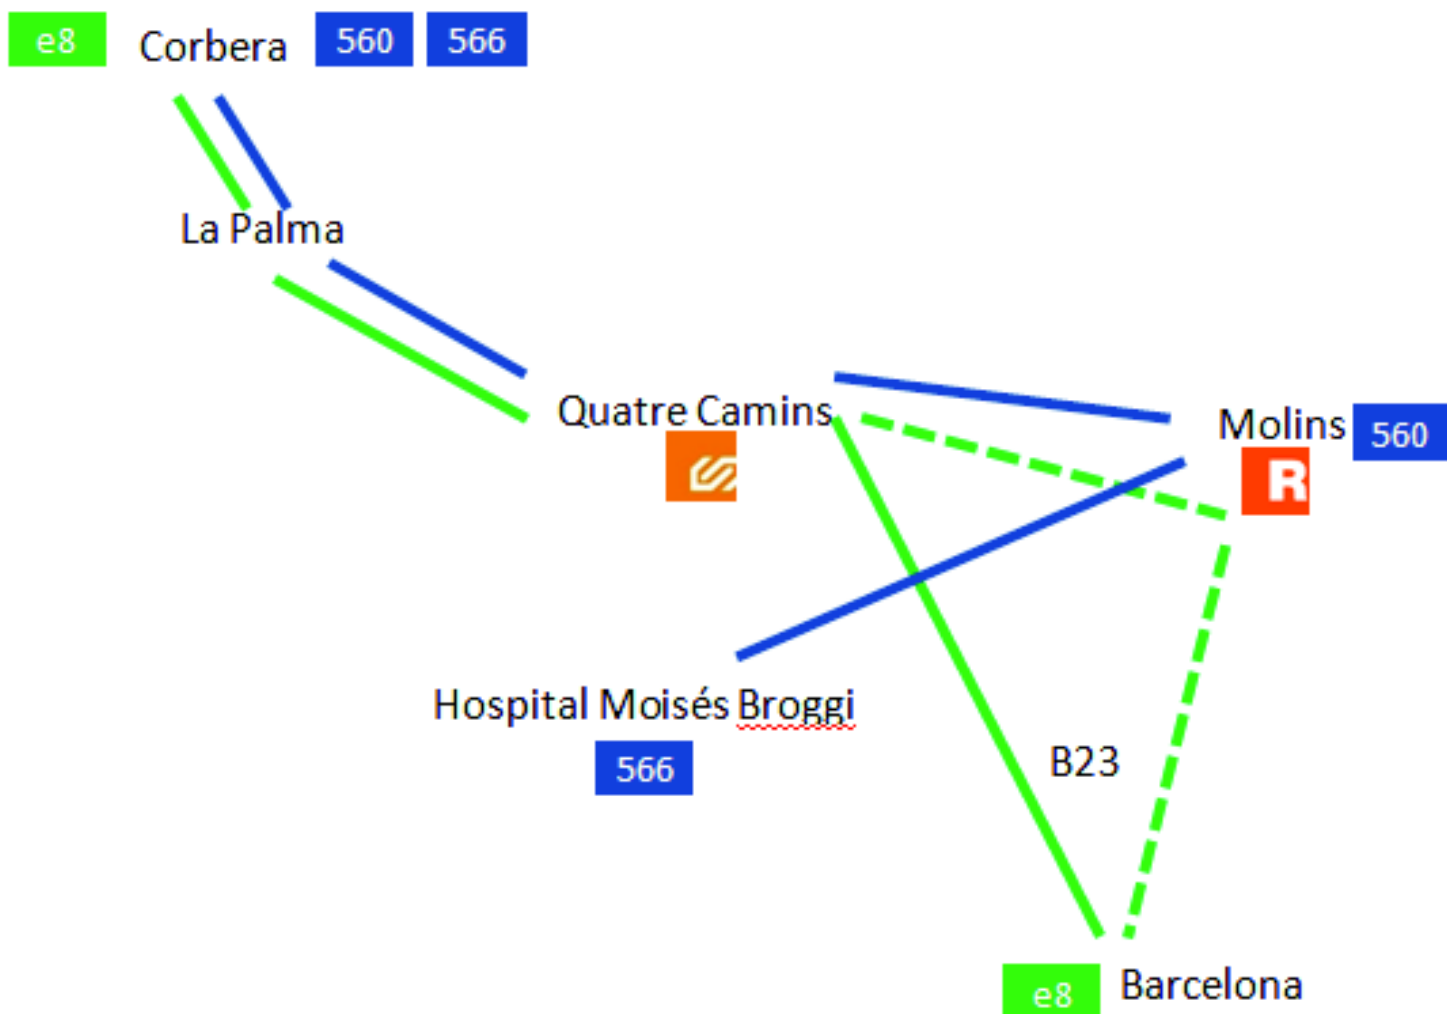 e8 Corbera 560 566
La Palma
Quatre Camins
Molins 560
R
Hospital Moisés Broggi
566
B23
e8 Barcelona